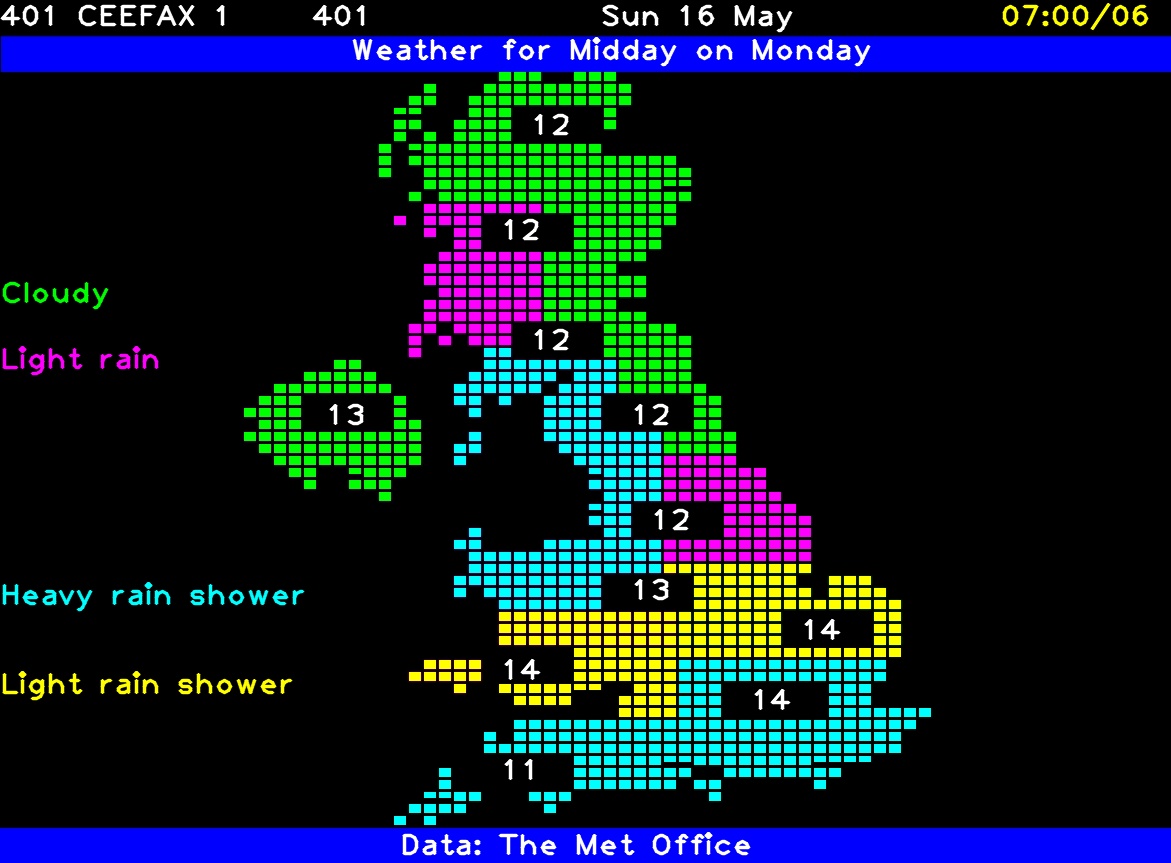 401 CEEFAX 1 401 Sun 16 May 07:00/06
Weather for Midday on Monday
12
12
Cloudy
12
Light rain
13 12
12
Heavy rain shower 13
14
14
Light rain shower
14
11
Data: The Met Office